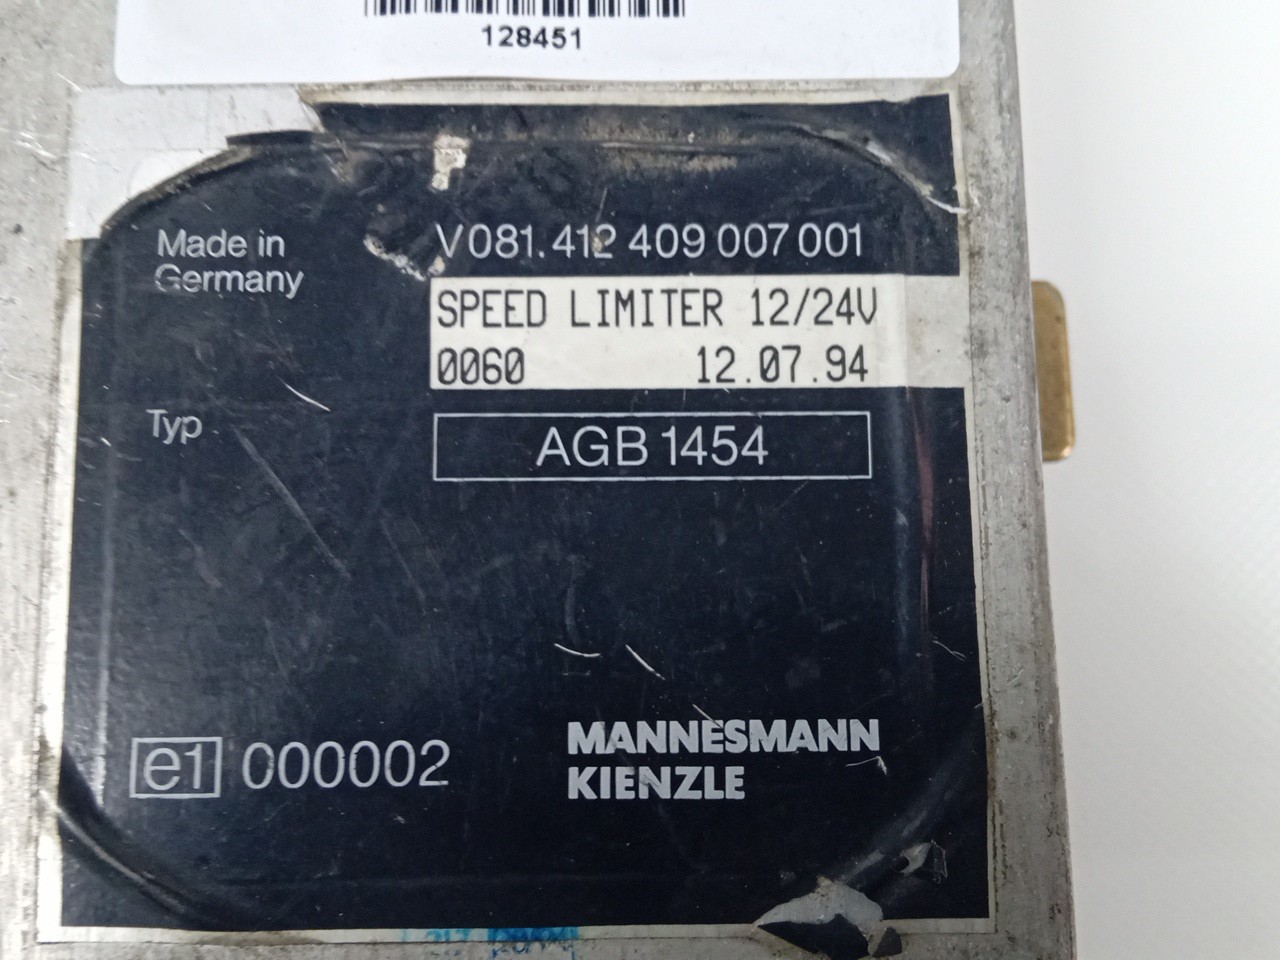 128451
Made in
Germany
V081.412 409 007 001
SPEED LIMITER 12/24V
0060 12.07.94
Typ
AGB 1454
e1 000002
MANNESMANN
KIENZLE